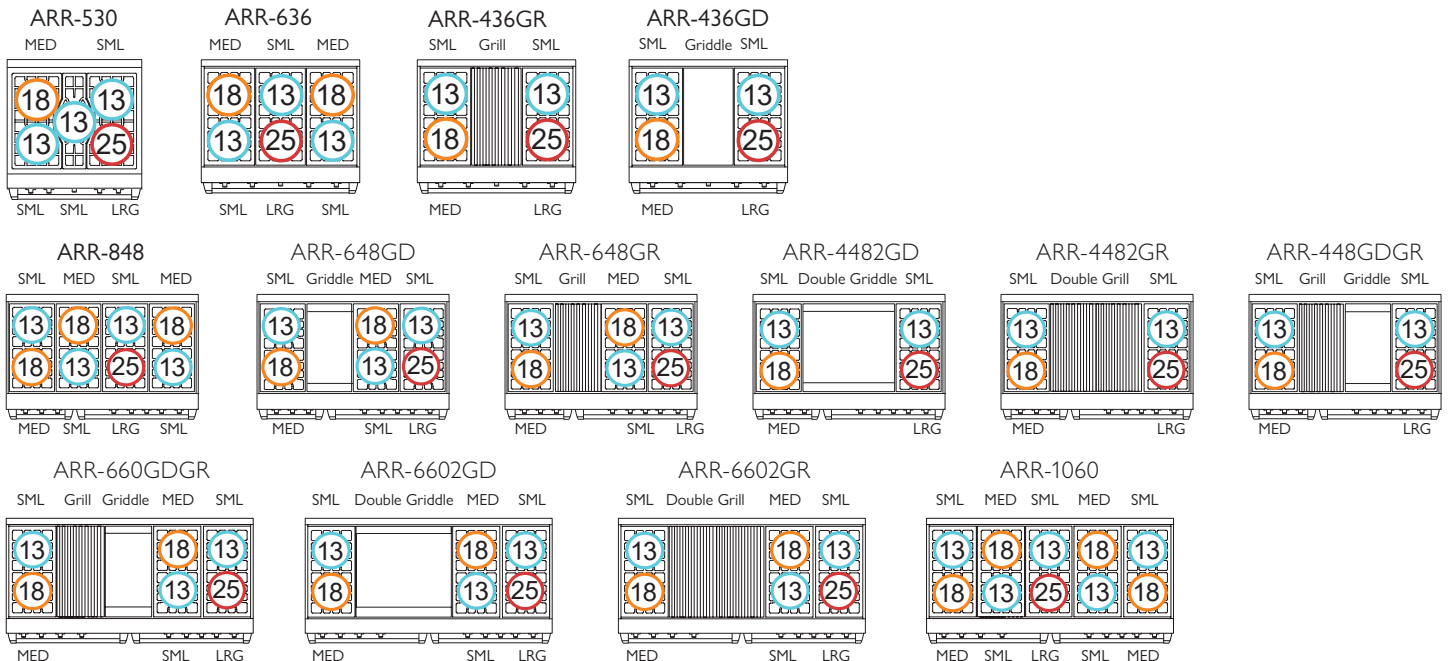 ARR-530 ARR-636 ARR-436GR ARR-436GD
MED SML MED SML MED SML Grill SML SML Griddle SML
18 13 18 13 18 13 13 13 13
13
13 25 13 25 13 18 25 18 25
SML SML LRG SML LRG SML MED LRG MED LRG
ARR-848 ARR-648GD ARR-648GR ARR-4482GD ARR-4482GR ARR-448GDGR
SML MED SML MED SML Griddle MED SML SML Grill MED SML SML Double Griddle SML SML Double Grill SML SML Grill Griddle SML
13 18 13 18 13 18 13 13 18 13 13 13 13 13 13 13
18 13 25 13 18 13 25 18 13 25 18 25 18 25 18 25
MED SML LRG SML MED SML LRG MED SML LRG MED LRG MED LRG MED LRG
ARR-660GDGR ARR-6602GD ARR-6602GR ARR-1060
SML Grill Griddle MED SML SML Double Griddle MED SML SML Double Grill MED SML SML MED SML MED SML
13 18 13 13 18 13 13 18 13 13 18 13 18 13
18 13 25 18 13 25 18 13 25 18 13 25 13 18
MED SML LRG MED SML LRG MED SML LRG MED SML LRG SML MED